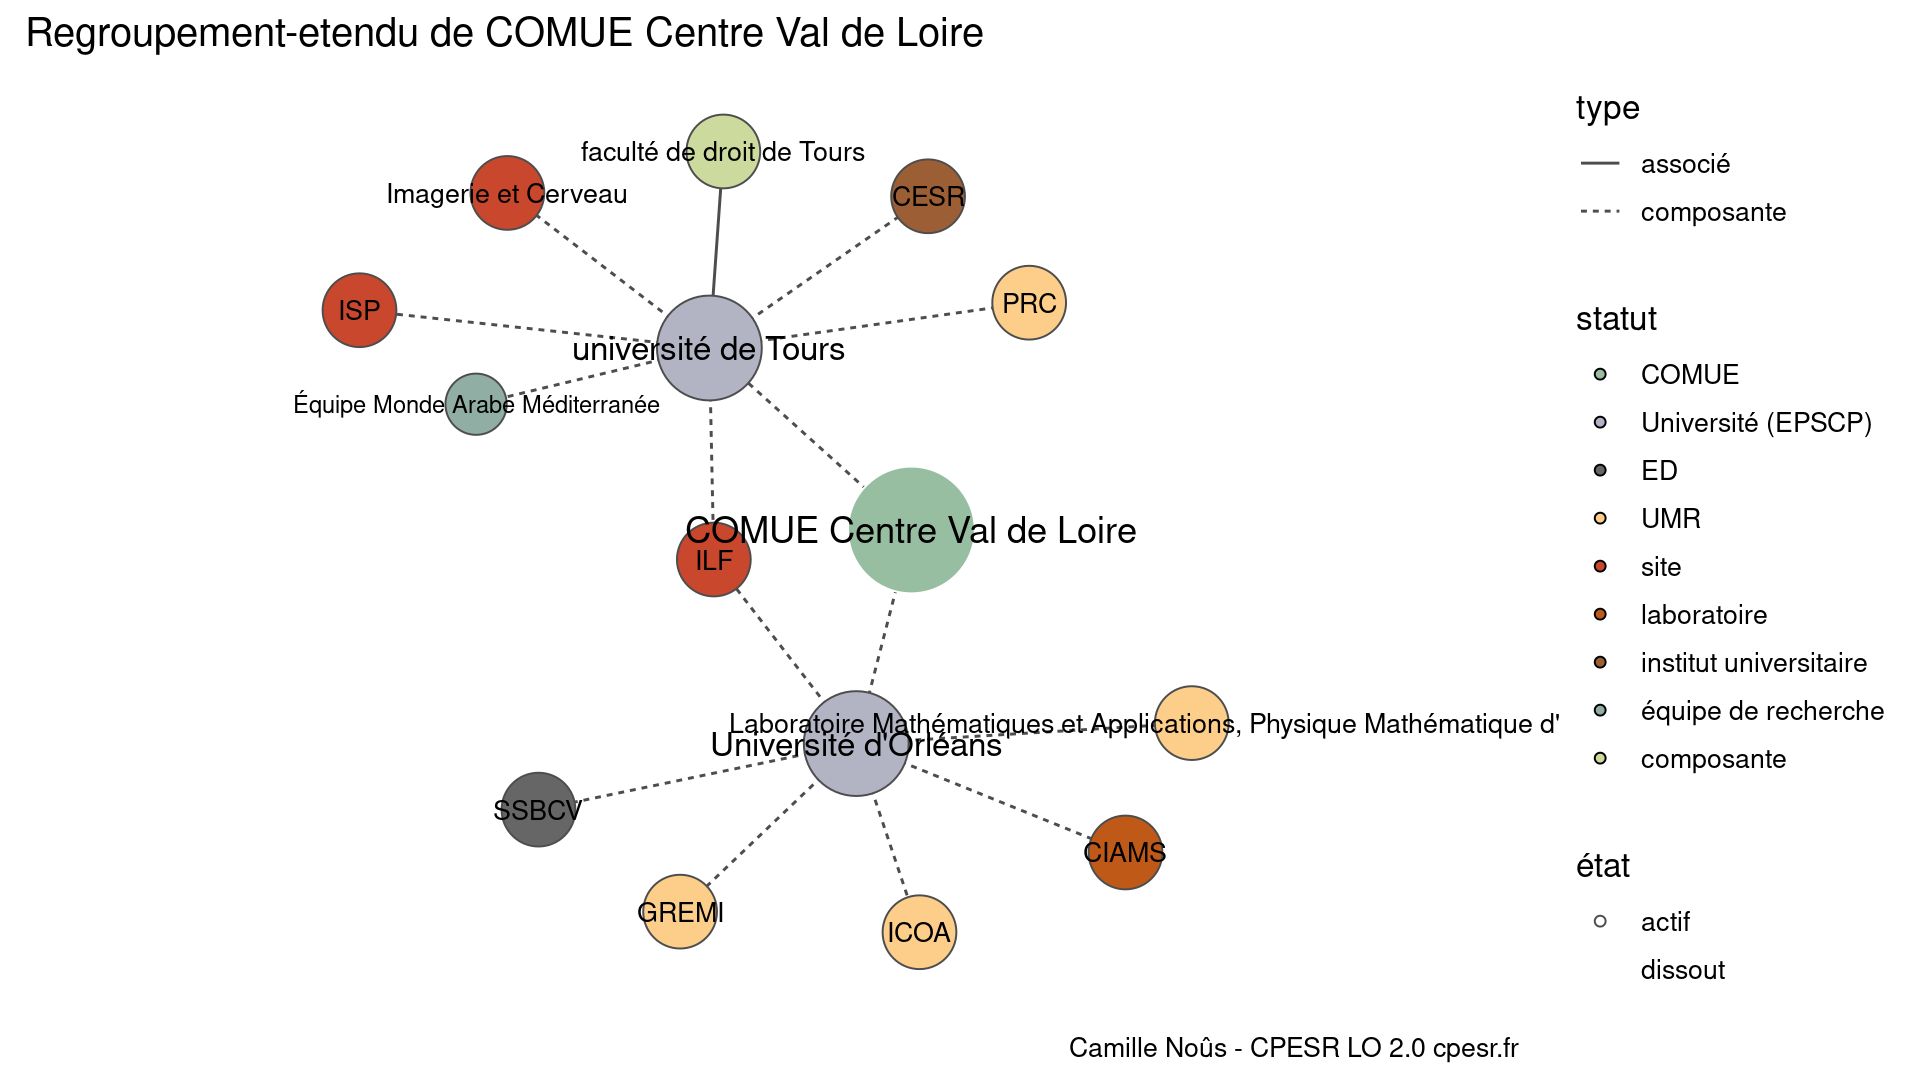 Regroupement-etendu de COMUE Centre Val de Loire
faculté de droit de Tours
Imagerie et Cerveau
CESR
PRC
ISP
université de Tours
Équipe Monde Arabe Méditerranée
COMUE Centre Val de Loire
ILF
Laboratoire Mathématiques et Applications, Physique Mathématique d'
Université d'Orléans
SSBCV
CIAMS
GREMI
ICOA
type
associé
composante
statut
COMUE
Université (EPSCP)
ED
UMR
site
laboratoire
institut universitaire
équipe de recherche
composante
état
actif
dissout
Camille Noûs - CPESR LO 2.0 cpesr.fr